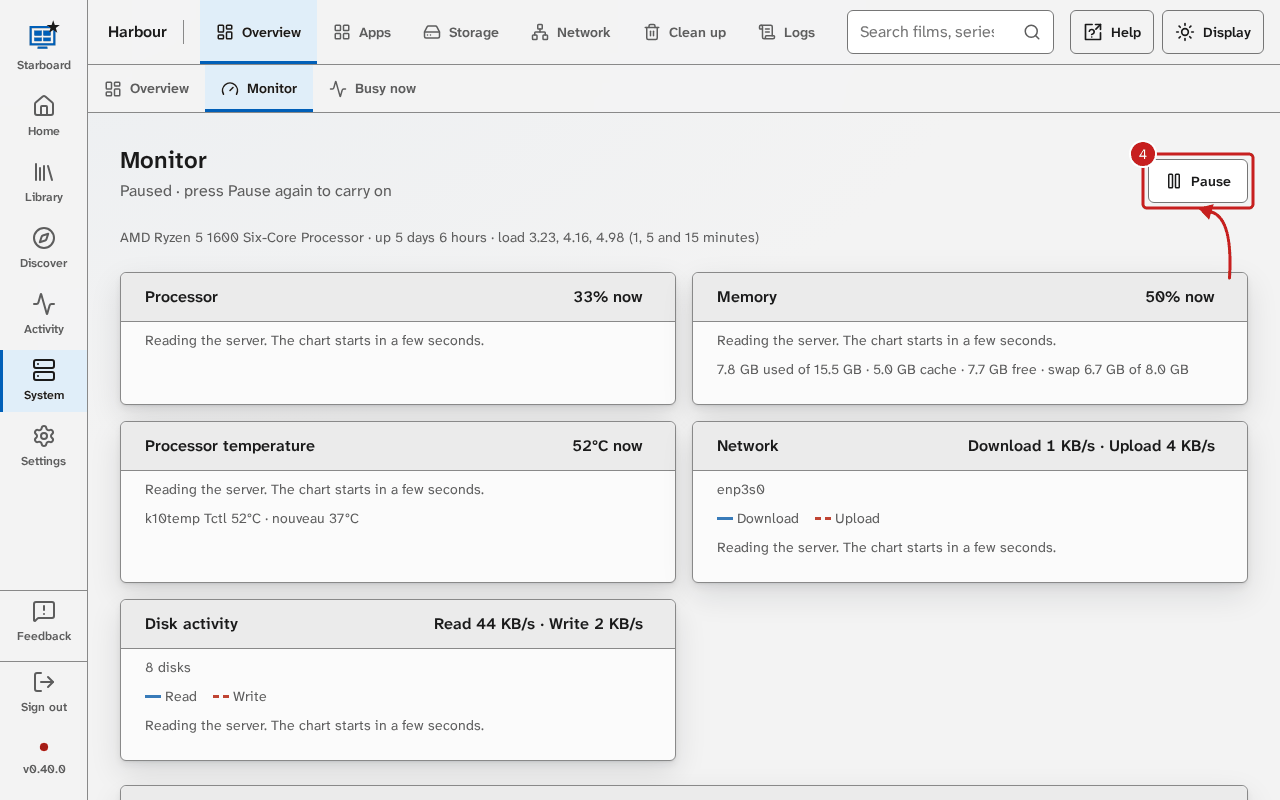 Starboard
Home
Library
Discover
Activity
System
Settings
Feedback
Sign out
v0.40.0
Harbour
Overview
Apps
Storage
Network
Clean up
Logs
Search films, series
Help
Display
Overview
Monitor
Busy now
Monitor
Paused · press Pause again to carry on
4
Pause
AMD Ryzen 5 1600 Six-Core Processor · up 5 days 6 hours · load 3.23, 4.16, 4.98 (1, 5 and 15 minutes)
Processor
33% now
Reading the server. The chart starts in a few seconds.
Memory
50% now
Reading the server. The chart starts in a few seconds.
7.8 GB used of 15.5 GB · 5.0 GB cache · 7.7 GB free · swap 6.7 GB of 8.0 GB
Processor temperature
52°C now
Reading the server. The chart starts in a few seconds.
k10temp Tctl 52°C · nouveau 37°C
Network
Download 1 KB/s · Upload 4 KB/s
enp3s0
Download
Upload
Reading the server. The chart starts in a few seconds.
Disk activity
Read 44 KB/s · Write 2 KB/s
8 disks
Read
Write
Reading the server. The chart starts in a few seconds.